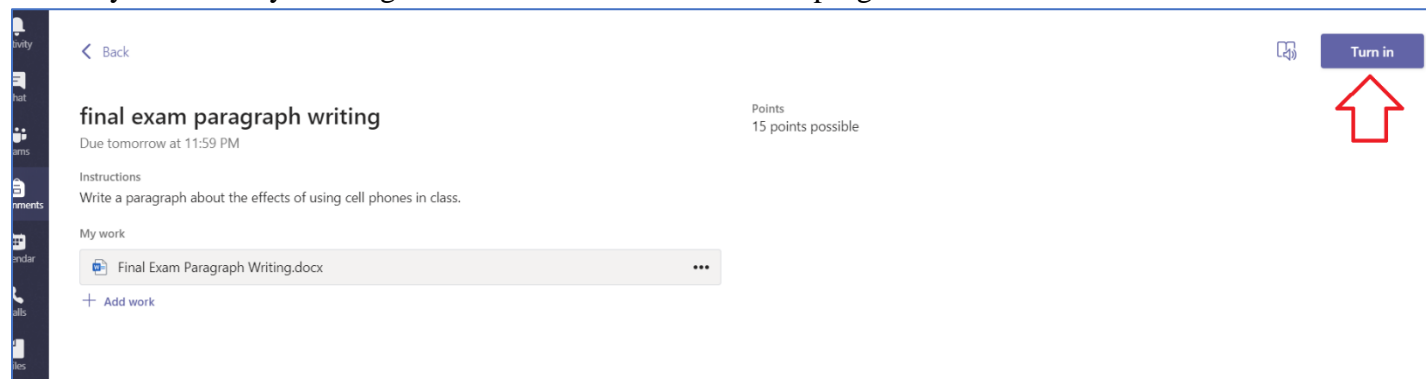 Back
Turn in
final exam paragraph writing
Due tomorrow at 11:59 PM
Points
15 points possible
Instructions
Write a paragraph about the effects of using cell phones in class.
My work
Final Exam Paragraph Writing.docx
Add work